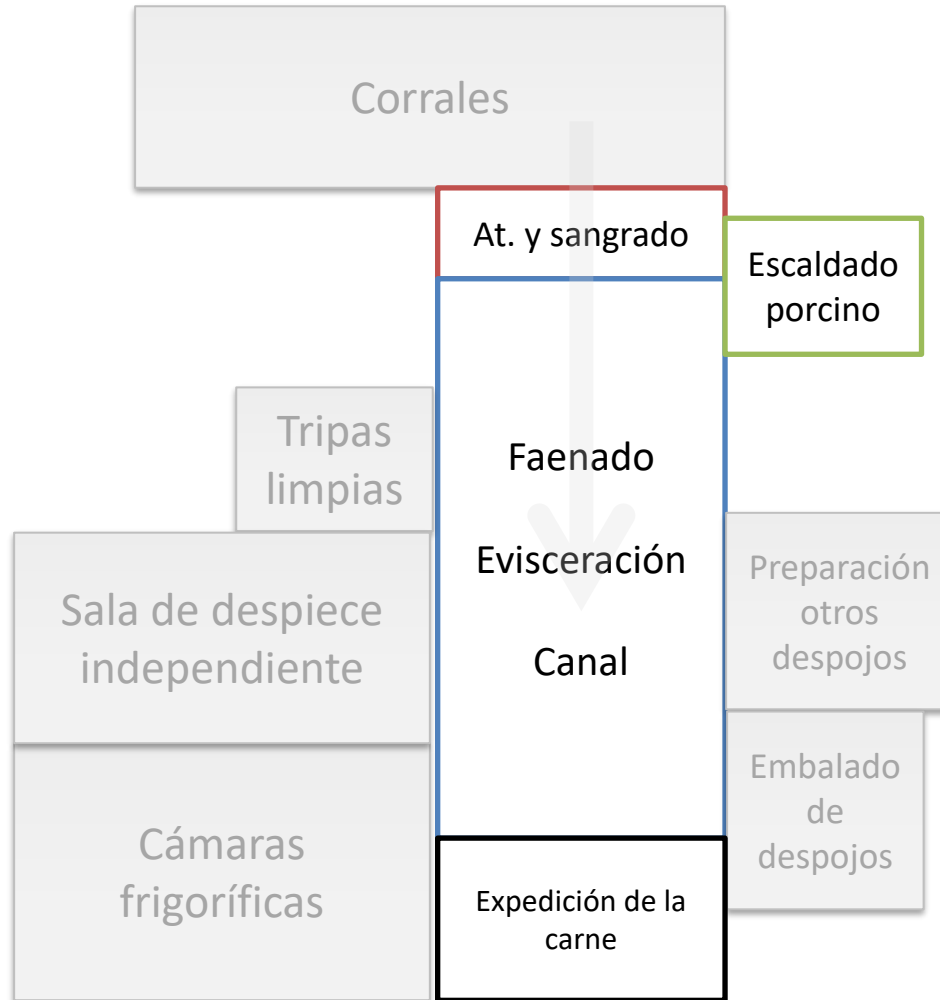 Corrales
At. y sangrado
Escaldado
porcino
Tripas
limpias
Faenado
Evisceración
Canal
Sala de despiece
independiente
Preparación
otros
despojos
Cámaras
frigoríficas
Embalado
de
despojos
Expedición de la
carne